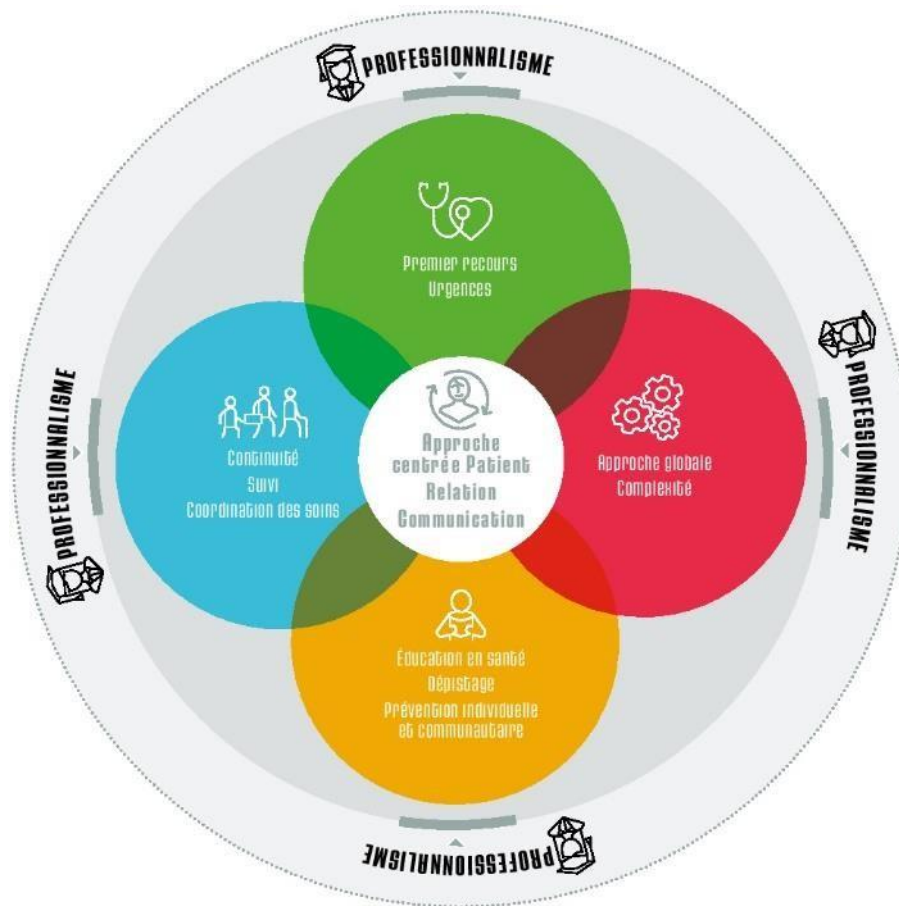 PROFESSIONNALISME
Premier recours
Urgences
PROFESSIONNALISME
Continuité
Suivi
Coordination des soins
Approche
centrée Patient
Relation
Communication
Approche globale
Complexité
PROFESSIONNALISME
Éducation en santé
Dépistage
Prévention individuelle
et communautaire
PROFESSIONNALISME